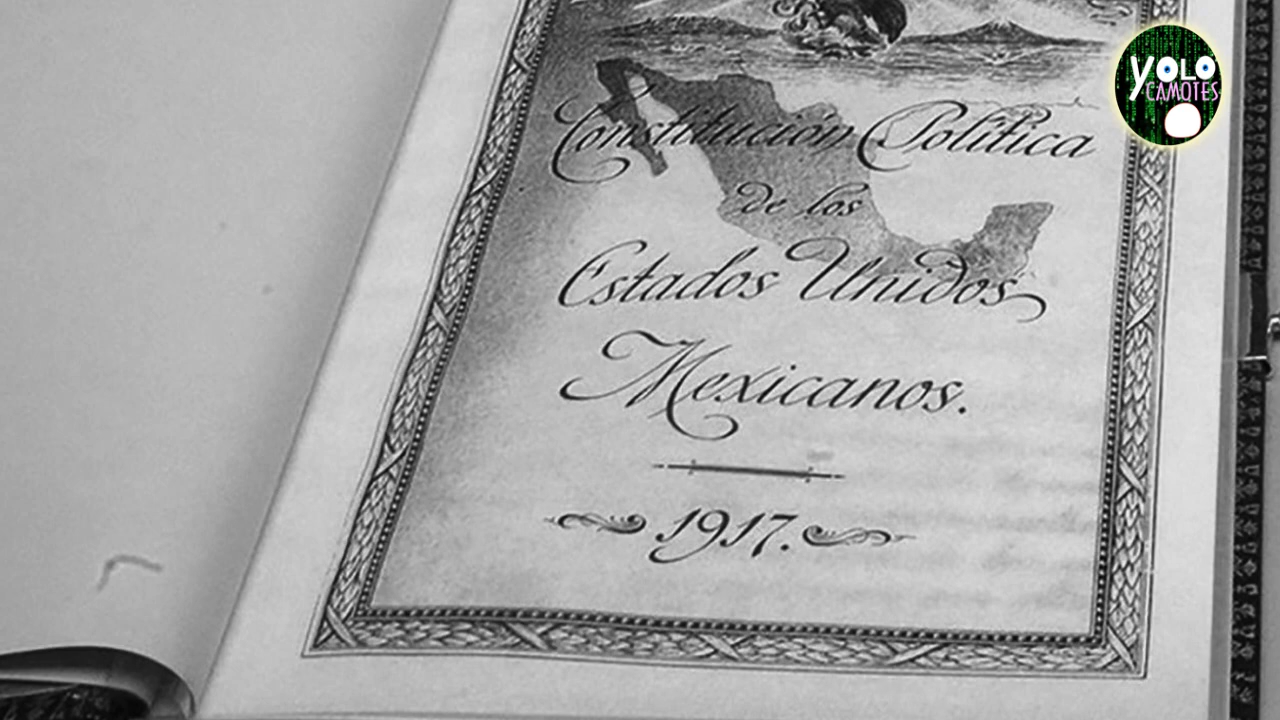 Constitución Política
de los
Estados Unidos
Mexicanos.
1917.
YOLO
CAMOTES